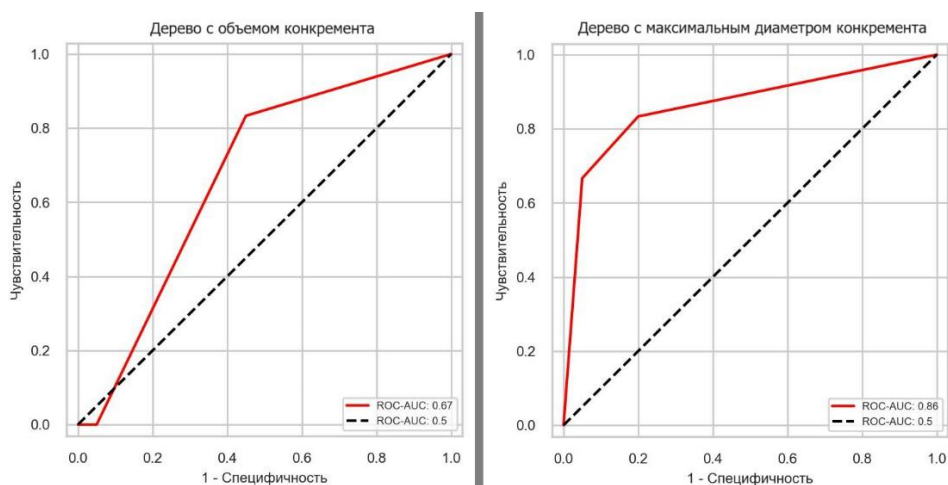 Дерево с объемом конкремента
1.0
0.8
0.6
0.4
0.2
0.0
Чувствительность
0.0 0.2 0.4 0.6 0.8 1.0
1 - Специфичность
ROC-AUC: 0.67
ROC-AUC: 0.5
Дерево с максимальным диаметром конкремента
1.0
0.8
0.6
0.4
0.2
0.0
Чувствительность
0.0 0.2 0.4 0.6 0.8 1.0
1 - Специфичность
ROC-AUC: 0.86
ROC-AUC: 0.5